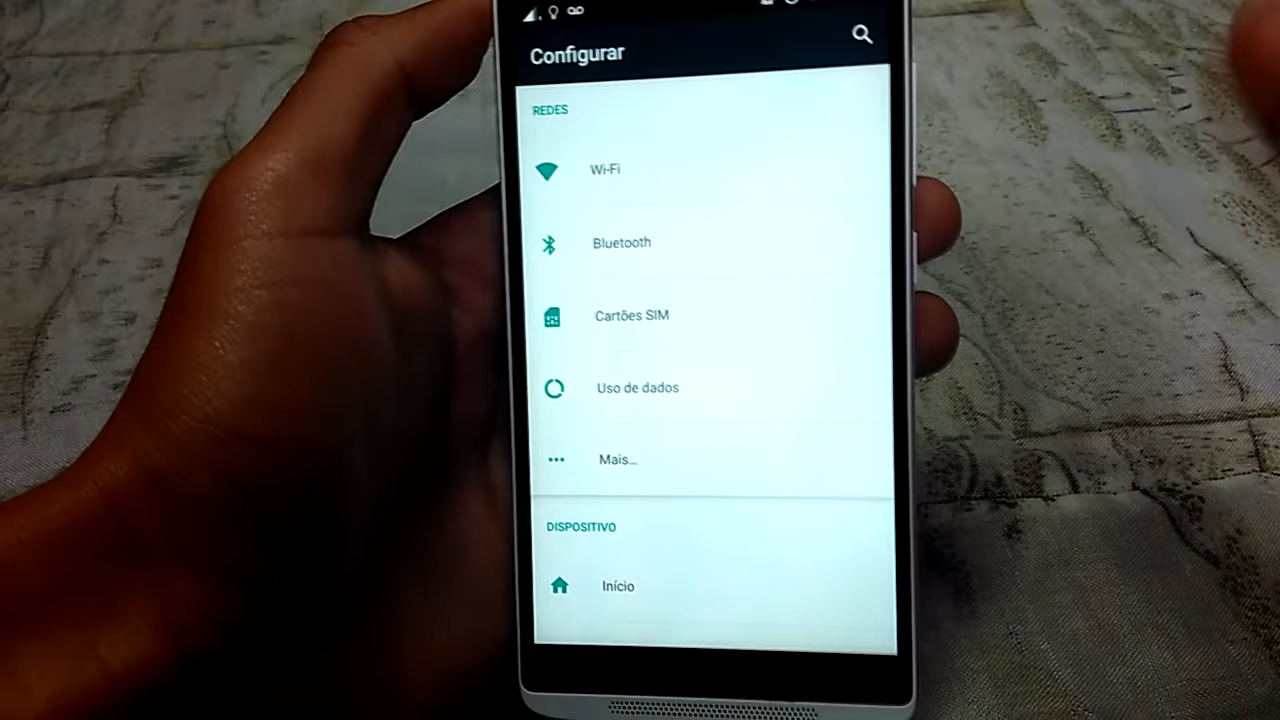 Configurar
REDES
Wi-Fi
Bluetooth
Cartões SIM
Uso de dados
Mais...
DISPOSITIVO
Início